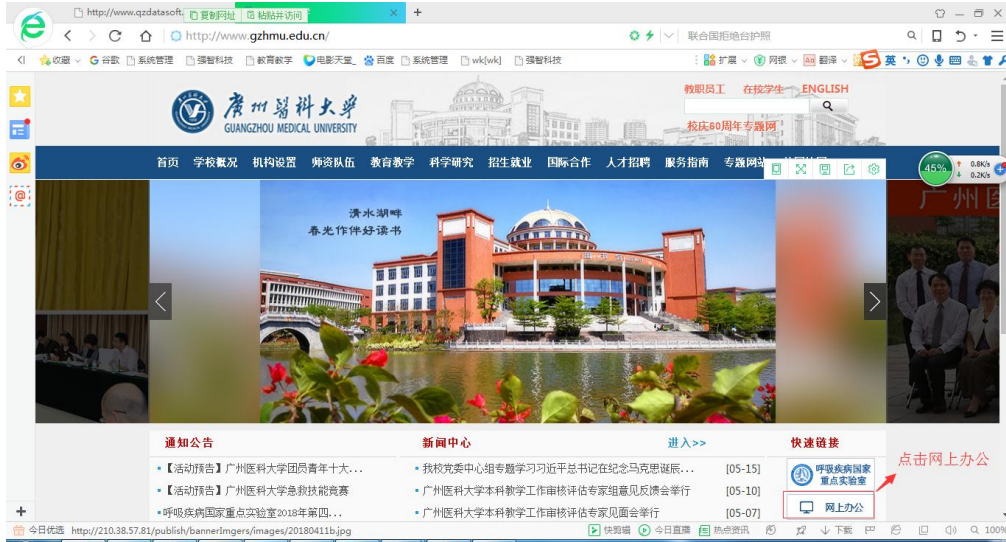 http://www.qzdatasoft.
复制网址 粘贴并访问
http://www.gzhmu.edu.cn/
联合国拒绝台护照
收藏 谷歌 系统管理 强智科技 教育教学 电影天堂_ 百度 系统管理 wk[wk] 强智科技
扩展 网银 翻译 英
教职员工 在校学生 ENGLISH
廣州醫科大學
GUANGZHOU MEDICAL UNIVERSITY
校庆60周年专题网
首页 学校概况 机构设置 师资队伍 教育教学 科学研究 招生就业 国际合作 人才招聘 服务指南 专题网站
45%
0.8K/s
0.2K/s
清水湖畔
春光作伴好读书
广州医
通知公告 新闻中心 进入>> 快速链接
【活动预告】广州医科大学团员青年十大...
我校党委中心组专题学习习近平总书记在纪念马克思诞辰... [05-15]
呼吸疾病国家
重点实验室
点击网上办公
【活动预告】广州医科大学急救技能竞赛
广州医科大学本科教学工作审核评估专家组意见反馈会举行 [05-10]
呼吸疾病国家重点实验室2018年第四...
广州医科大学本科教学工作审核评估专家见面会举行 [05-07]
网上办公
今日优选 http://210.38.57.81/publish/bannerImgers/images/20180411b.jpg
快剪辑 今日直播 热点资讯 下载 100%